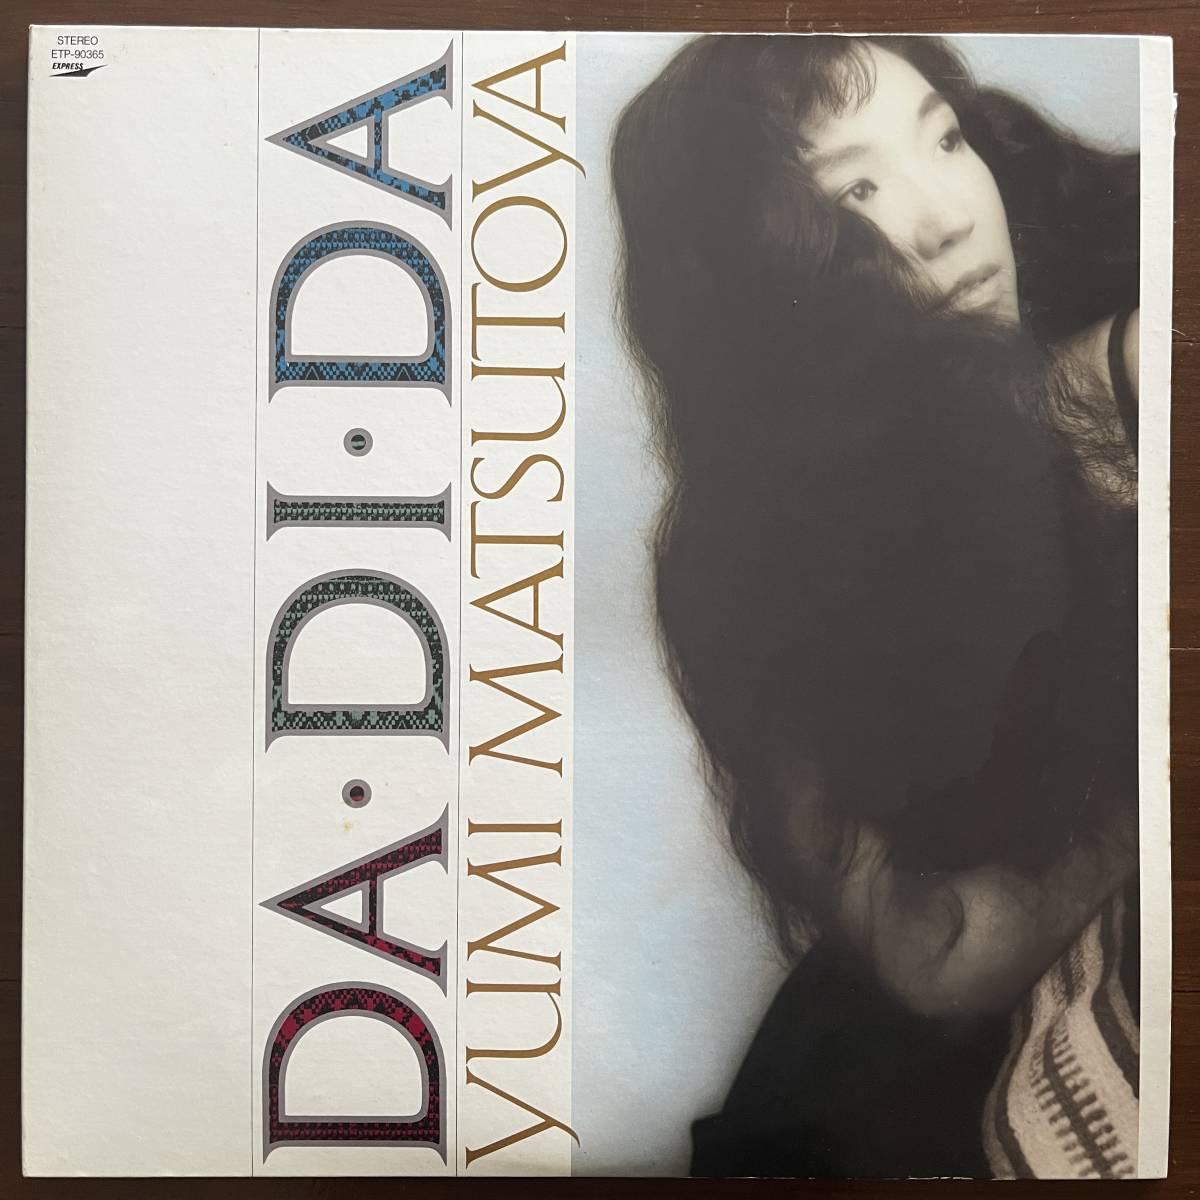 STEREO
ETP-90365
EXPRESS
DA·DI·DA
YUMI MATSUTOYA